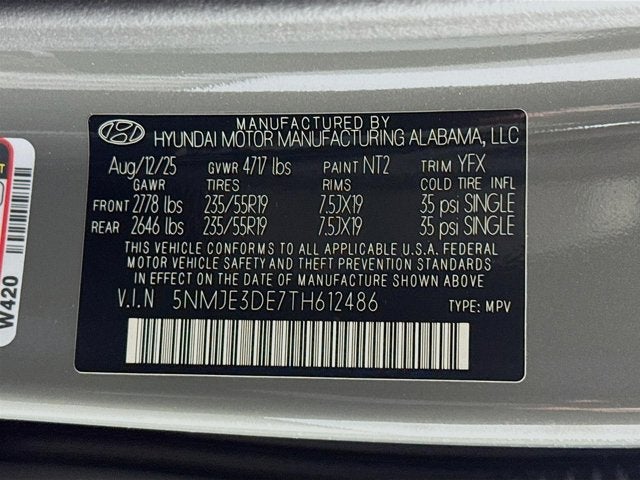 MANUFACTURED BY
HYUNDAI MOTOR MANUFACTURING ALABAMA, LLC
Aug/12/25 GVWR 4717 lbs PAINT NT2 TRIM YFX
GAWR TIRES RIMS COLD TIRE INFL
FRONT 2778 lbs 235/55R19 7.5JX19 35 psi SINGLE
REAR 2646 lbs 235/55R19 7.5JX19 35 psi SINGLE
THIS VEHICLE CONFORMS TO ALL APPLICABLE U.S.A. FEDERAL
MOTOR VEHICLE SAFETY AND THEFT PREVENTION STANDARDS
IN EFFECT ON THE DATE OF MANUFACTURE SHOWN ABOVE
V.I.N 5NMJE3DE7TH612486 TYPE: MPV
W420